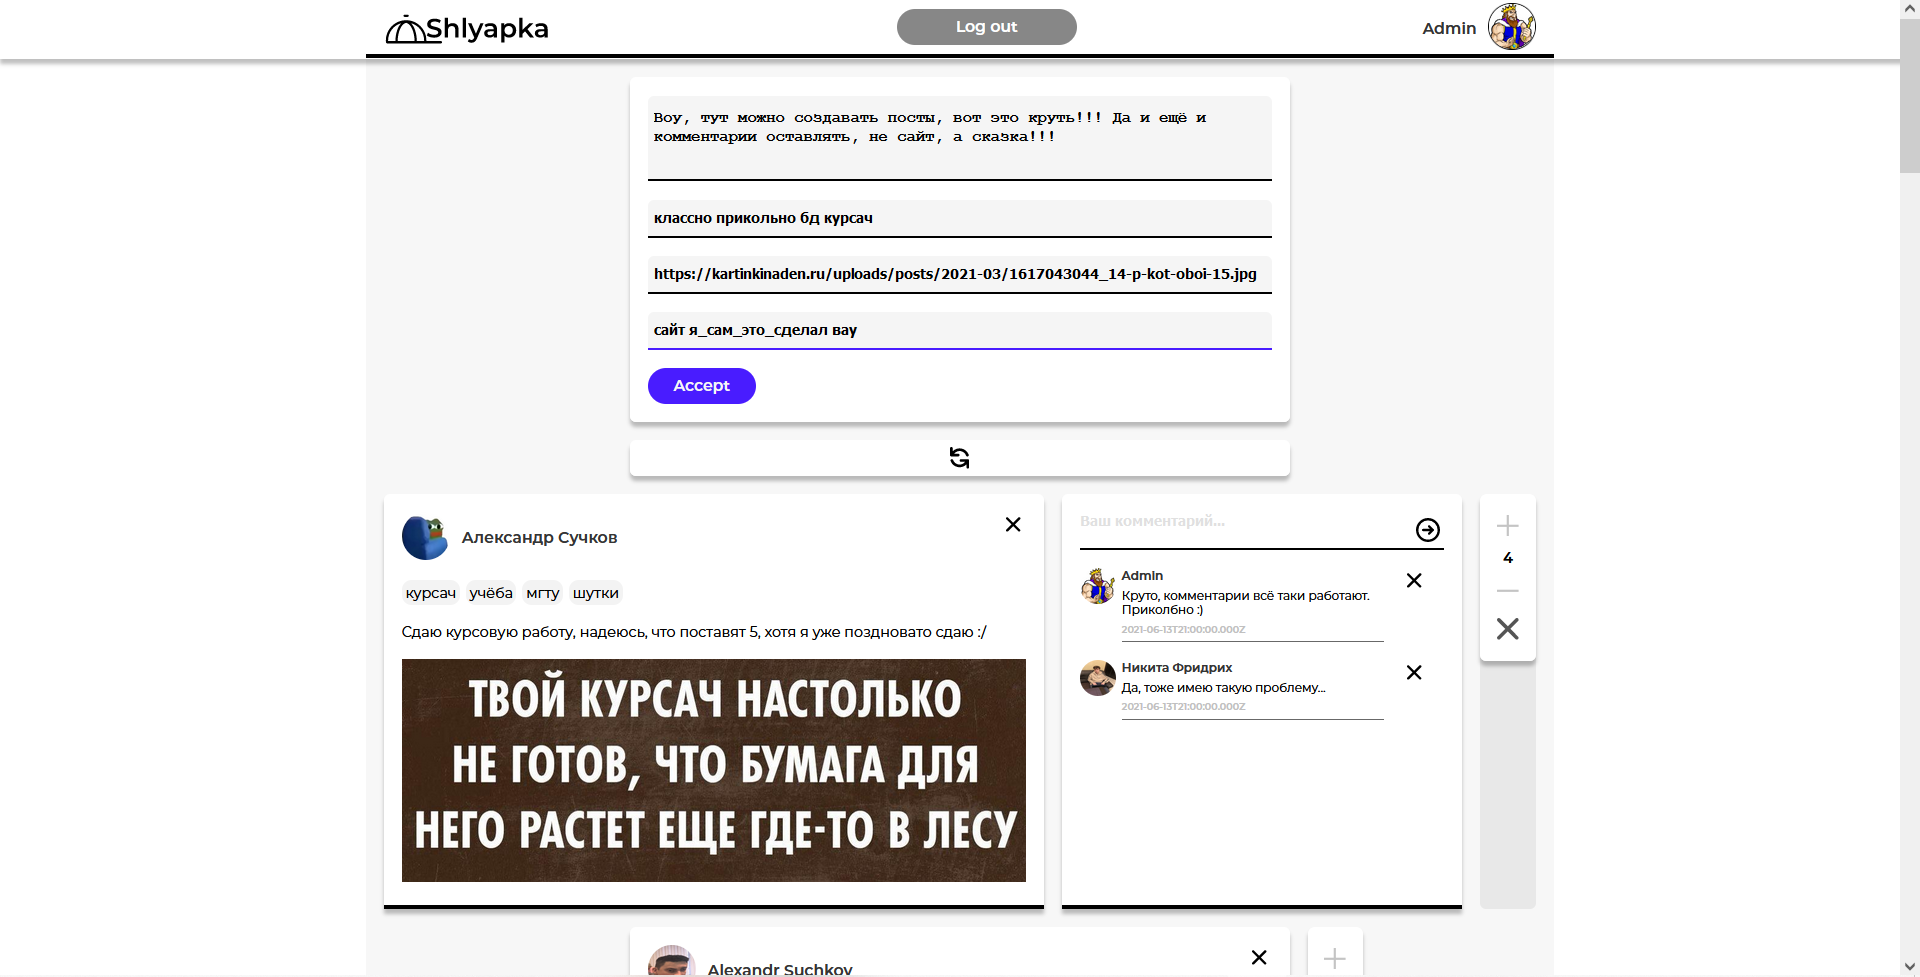 Shlyapka
Log out
Admin
Воу, тут можно создавать посты, вот это круть!!! Да и ещё и
комментарии оставлять, не сайт, а сказка!!!
классно прикольно бд курсач
https://kartinkinaden.ru/uploads/posts/2021-03/1617043044_14-p-kot-oboi-15.jpg
сайт я_сам_это_сделал вау
Accept
Александр Сучков
курсач учёба мгту шутки
Сдаю курсовую работу, надеюсь, что поставят 5, хотя я уже поздновато сдаю :/
ТВОЙ КУРСАЧ НАСТОЛЬКО
НЕ ГОТОВ, ЧТО БУМАГА ДЛЯ
НЕГО РАСТЕТ ЕЩЕ ГДЕ-ТО В ЛЕСУ
Ваш комментарий...
Admin
Круто, комментарии всё таки работают.
Приколбно :)
2021-06-13T21:00:00.000Z
Никита Фридрих
Да, тоже имею такую проблему...
2021-06-13T21:00:00.000Z
4
Alexandr Suchkov